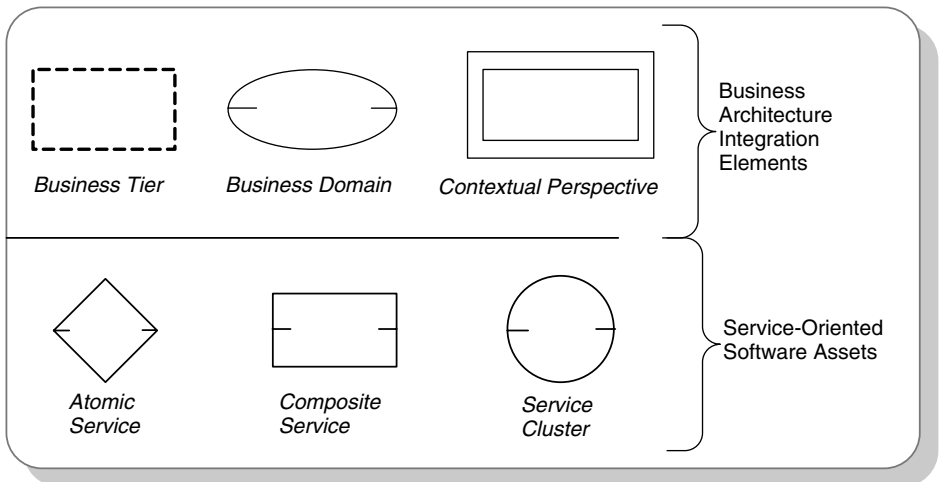 Business Tier
Business Domain
Contextual Perspective
Business
Architecture
Integration
Elements
Atomic
Service
Composite
Service
Service
Cluster
Service-Oriented
Software Assets